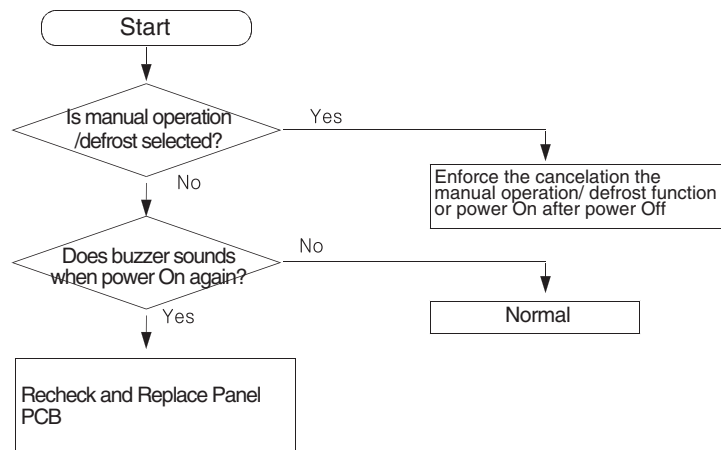 Start
Is manual operation
/defrost selected?
Yes
Enforce the cancelation the
manual operation/ defrost function
or power On after power Off
No
Does buzzer sounds
when power On again?
No
Normal
Yes
Recheck and Replace Panel
PCB